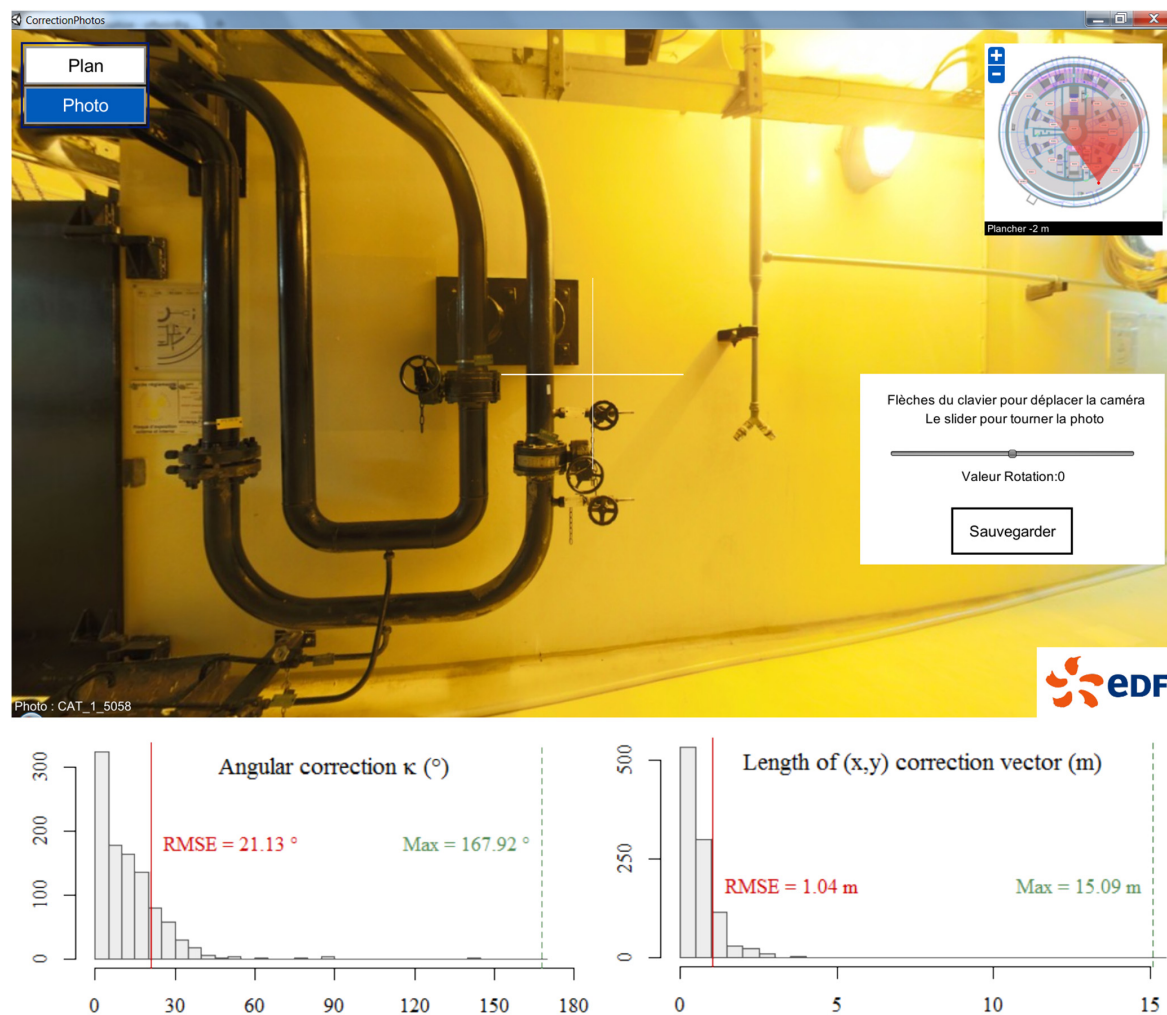 CorrectionPhotos
Plan
Photo
Plancher -2 m
Flèches du clavier pour déplacer la caméra
Le slider pour tourner la photo
Valeur Rotation:0
Sauvegarder
Photo : CAT_1_5058
eDF
Angular correction κ (°)
RMSE = 21.13 °
Max = 167.92 °
0
100
200
300
0
30
60
90
120
150
180
Length of (x,y) correction vector (m)
RMSE = 1.04 m
Max = 15.09 m
0
250
500
0
5
10
15